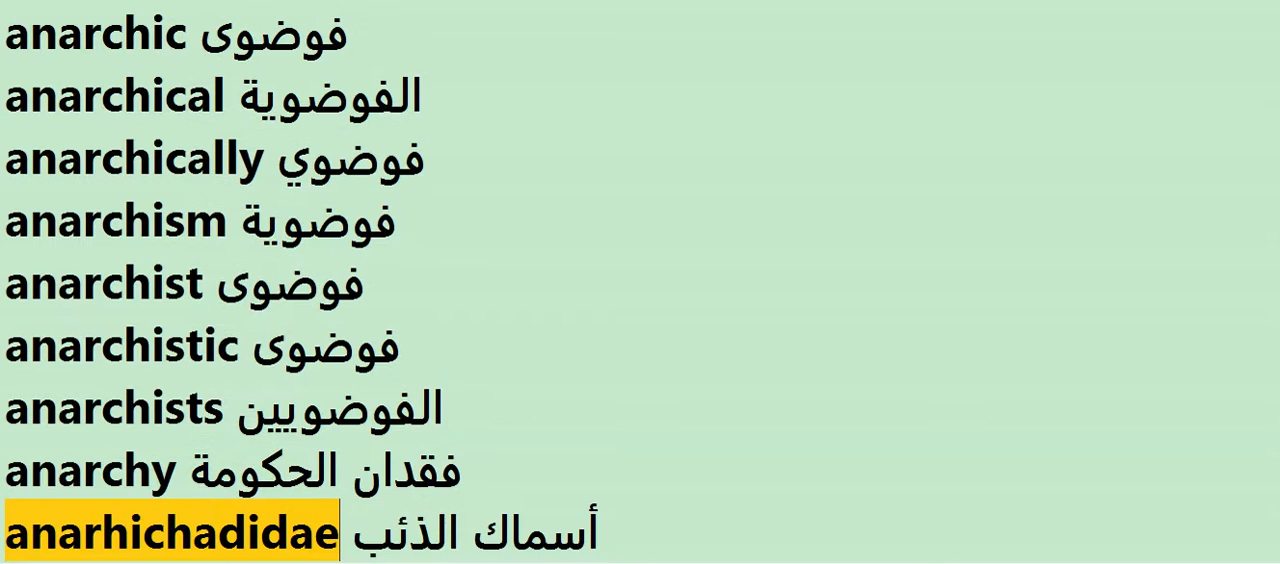 anarchic فوضوى
anarchical الفوضوية
anarchically فوضوي
anarchism فوضوية
anarchist فوضوى
anarchistic فوضوى
anarchists الفوضويين
anarchy فقدان الحكومة
anarhichadidae أسماك الذئب